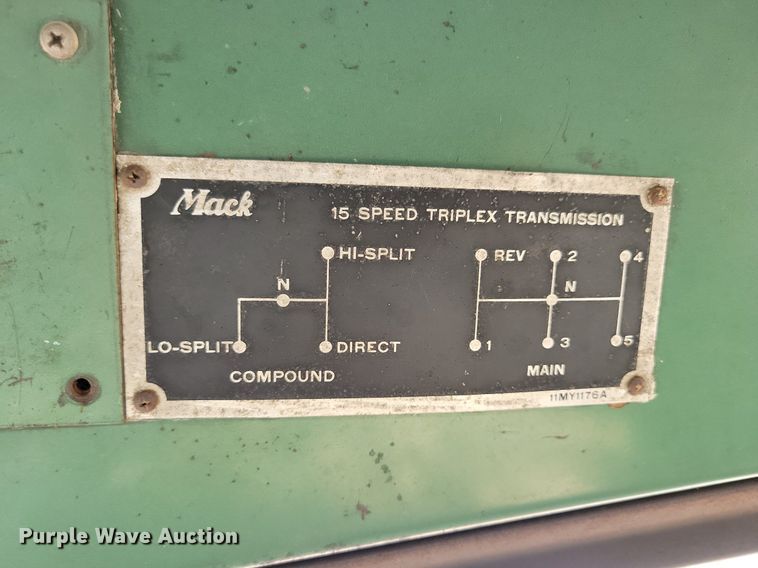 Mack
15 SPEED TRIPLEX TRANSMISSION
HI-SPLIT
N
LO-SPLIT
DIRECT
COMPOUND
REV 2 4
N
1 3 5
MAIN
11MY1176A
Purple Wave Auction